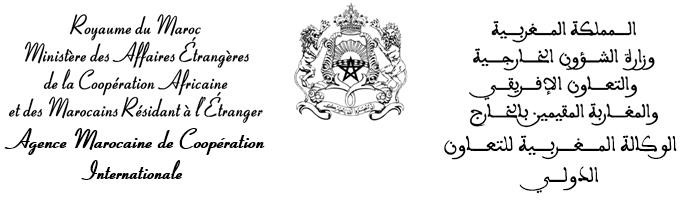 Royaume du Maroc
Ministère des Affaires Étrangères
de la Coopération Africaine
et des Marocains Résidant à l'Étranger
Agence Marocaine de Coopération
Internationale
المملكة المغربية
وزارة الشؤون الخارجية
والتعاون الإفريقي
والمغاربة المقيمين بالخارج
الوكالة المغربية للتعاون
الدولي